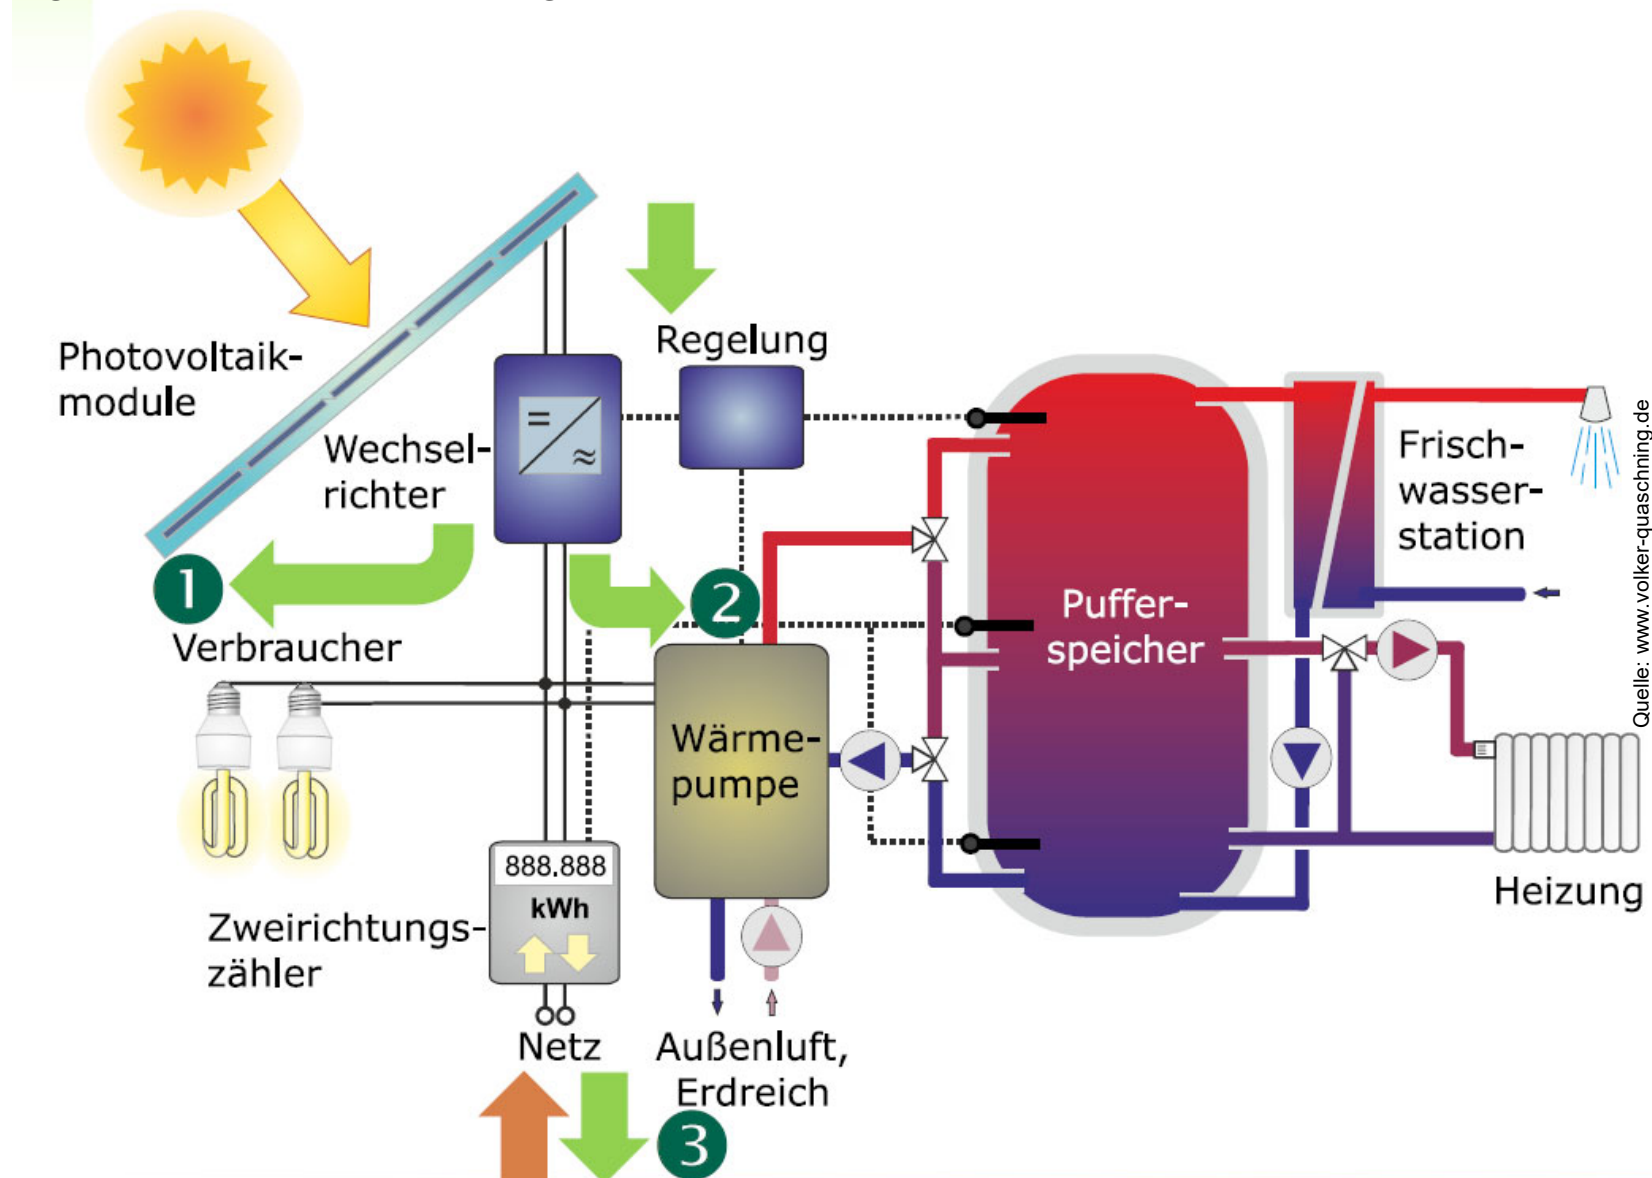 Regelung
Photovoltaik-
module
Wechsel-
richter
Frisch-
wasser-
station
1
2
Verbraucher
Puffer-
speicher
Wärme-
pumpe
888.888
kWh
Zweirichtungs-
zähler
Heizung
Netz
Außenluft,
Erdreich
3
Quelle: www.volker-quaschning.de